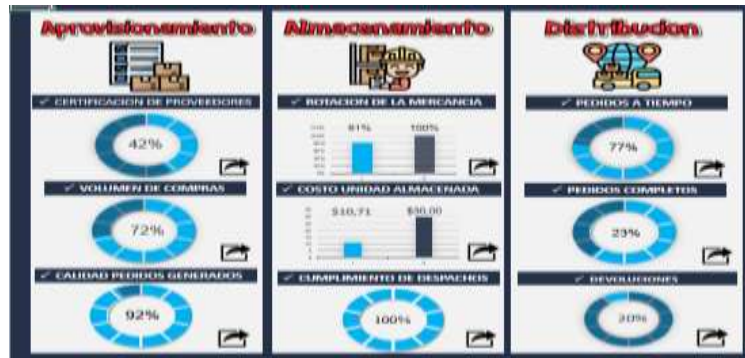 Aprovisionamiento
✓ CERTIFICACION DE PROVEEDORES
42%
✓ VOLUMEN DE COMPRAS
72%
✓ CALIDAD PEDIDOS GENERADOS
92%
Almacenamiento
✓ ROTACION DE LA MERCANCIA
81% 100%
✓ COSTO UNIDAD ALMACENADA
$10,71 $30,00
✓ CUMPLIMIENTO DE DESPACHOS
100%
Distribucion
✓ PEDIDOS A TIEMPO
77%
✓ PEDIDOS COMPLETOS
23%
✓ DEVOLUCIONES
20%